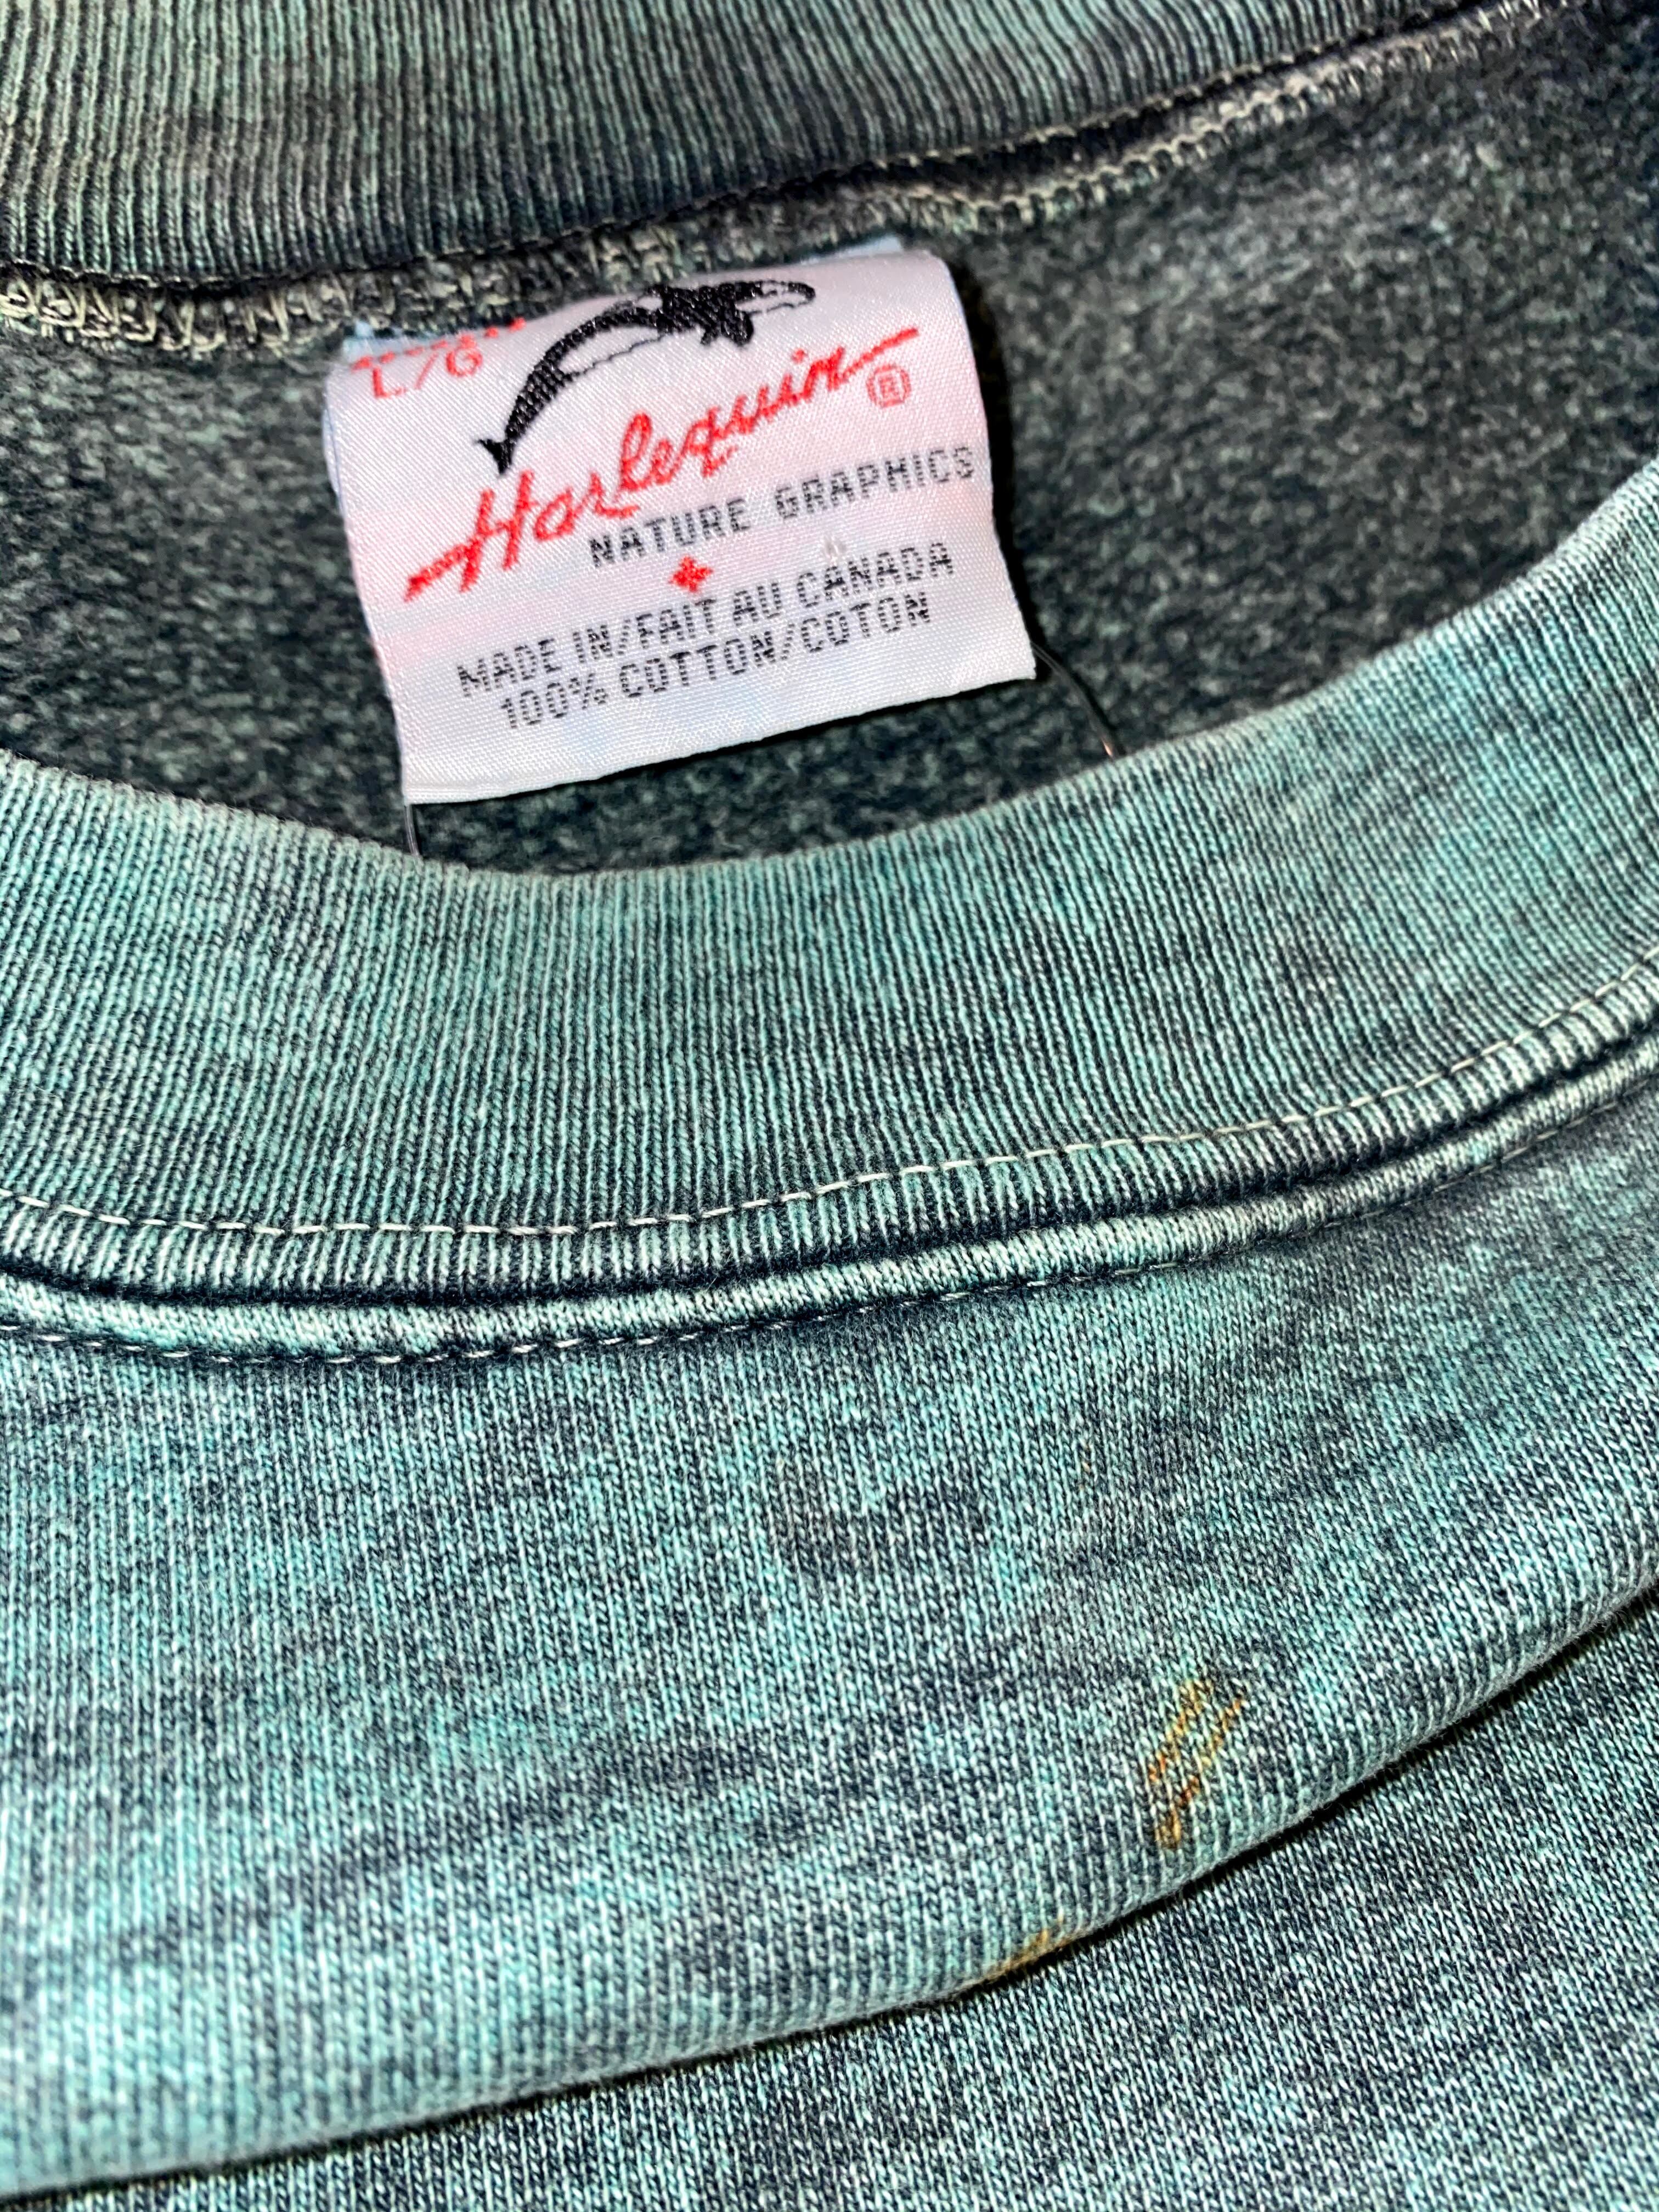 L/G
Harlequin®
NATURE GRAPHICS
MADE IN/FAIT AU CANADA
100% COTTON/COTON